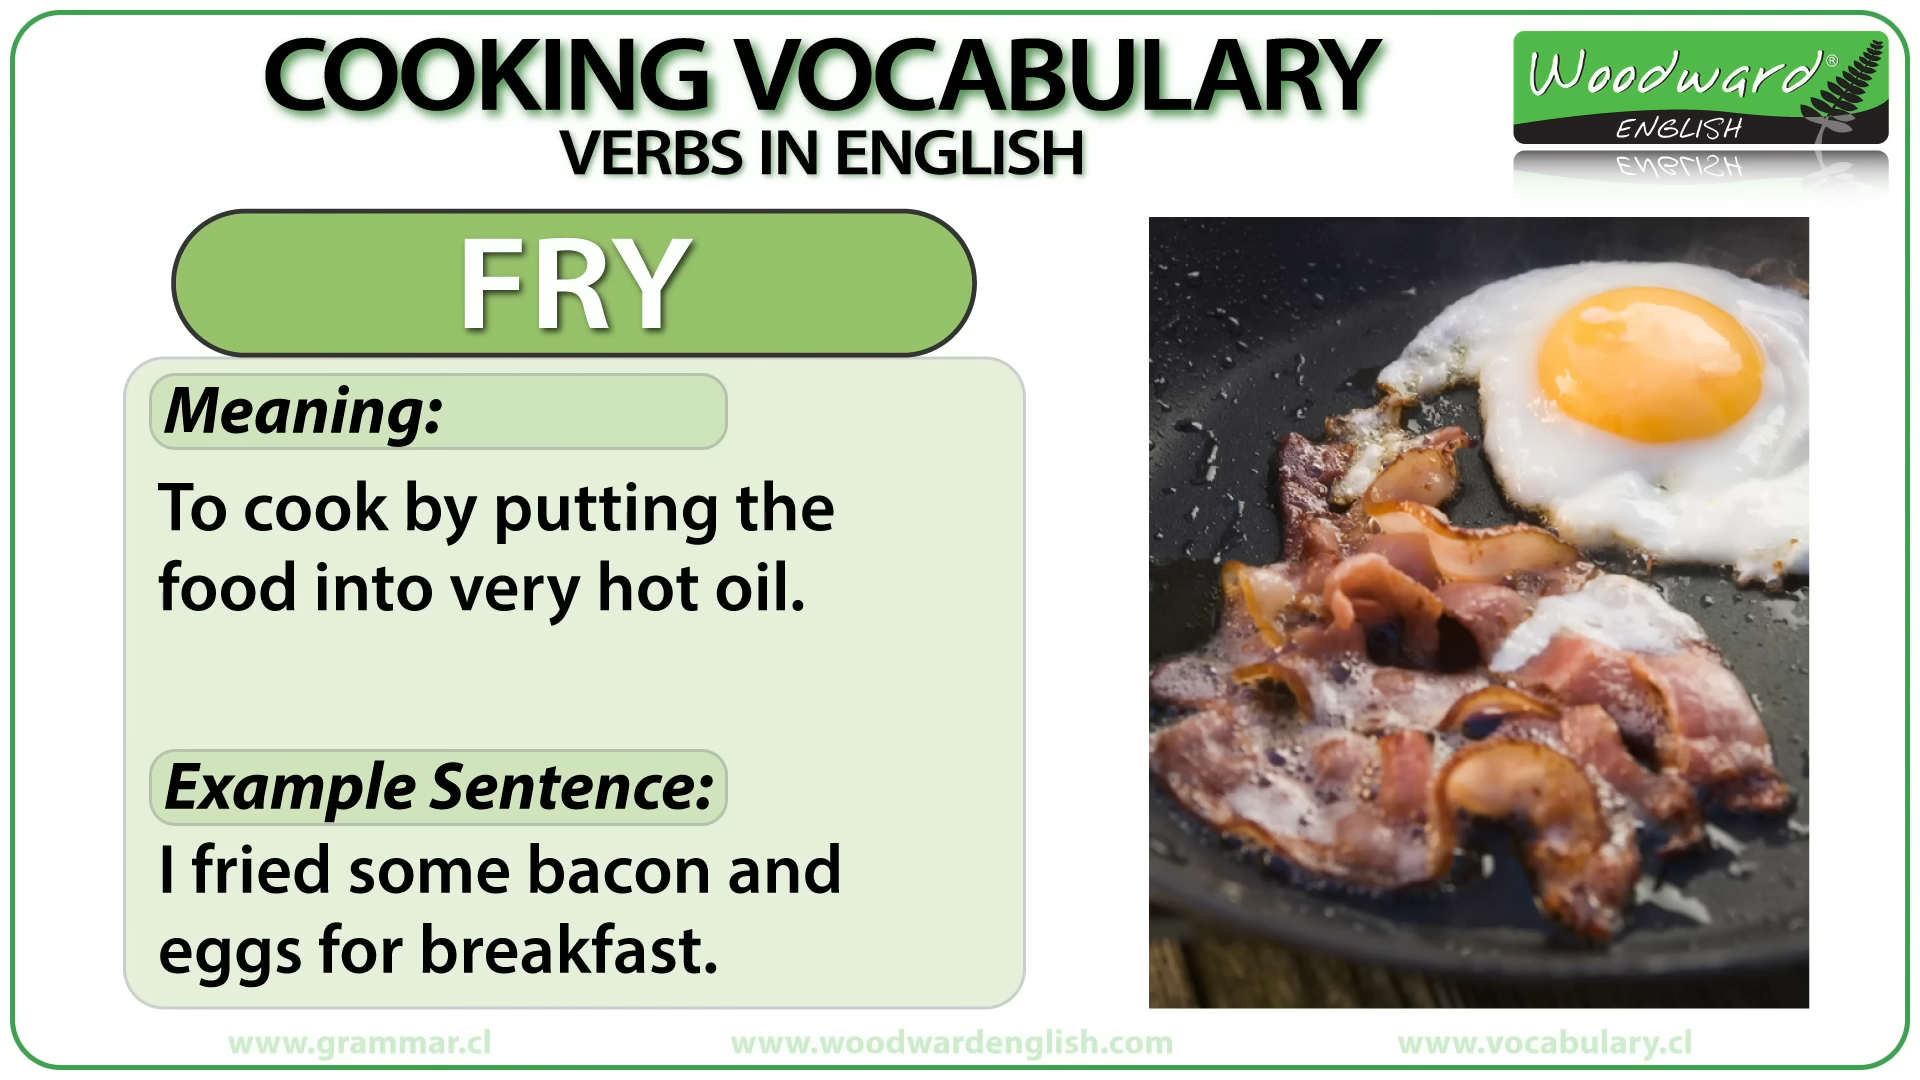 COOKING VOCABULARY
VERBS IN ENGLISH
Woodward®
ENGLISH
FRY
Meaning:
To cook by putting the
food into very hot oil.
Example Sentence:
I fried some bacon and
eggs for breakfast.
www.grammar.cl
www.woodwardenglish.com
www.vocabulary.cl